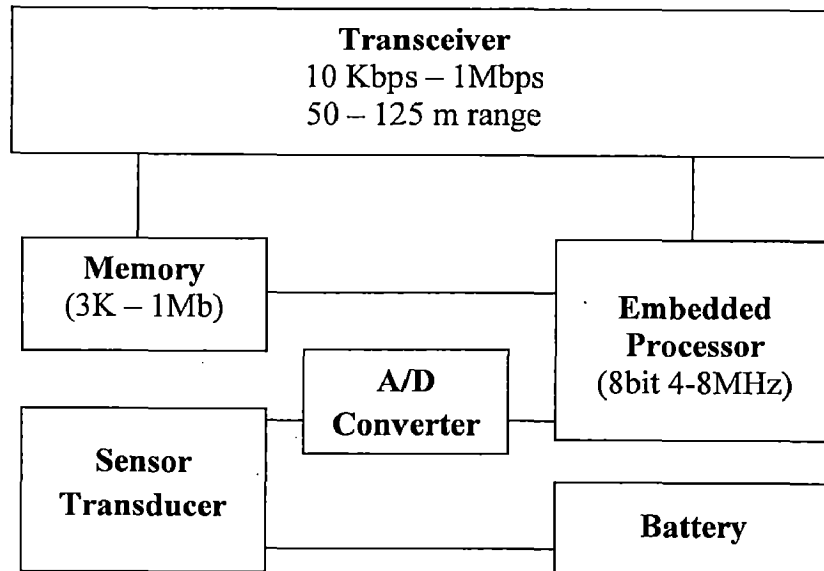 Transceiver
10 Kbps – 1Mbps
50 – 125 m range
Memory
(3K – 1Mb)
Embedded
Processor
(8bit 4-8MHz)
A/D
Converter
Sensor
Transducer
Battery